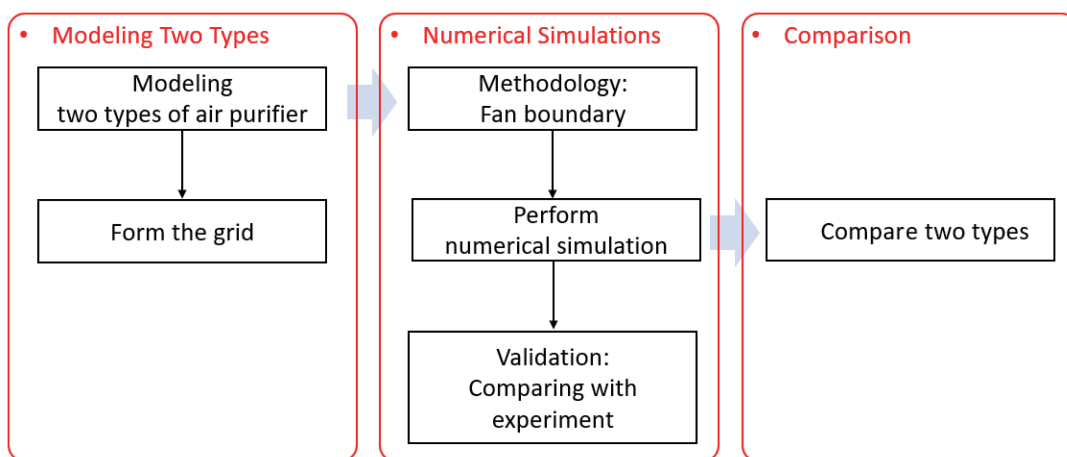 • Modeling Two Types
Modeling
two types of air purifier
Form the grid
• Numerical Simulations
Methodology:
Fan boundary
Perform
numerical simulation
Validation:
Comparing with
experiment
• Comparison
Compare two types